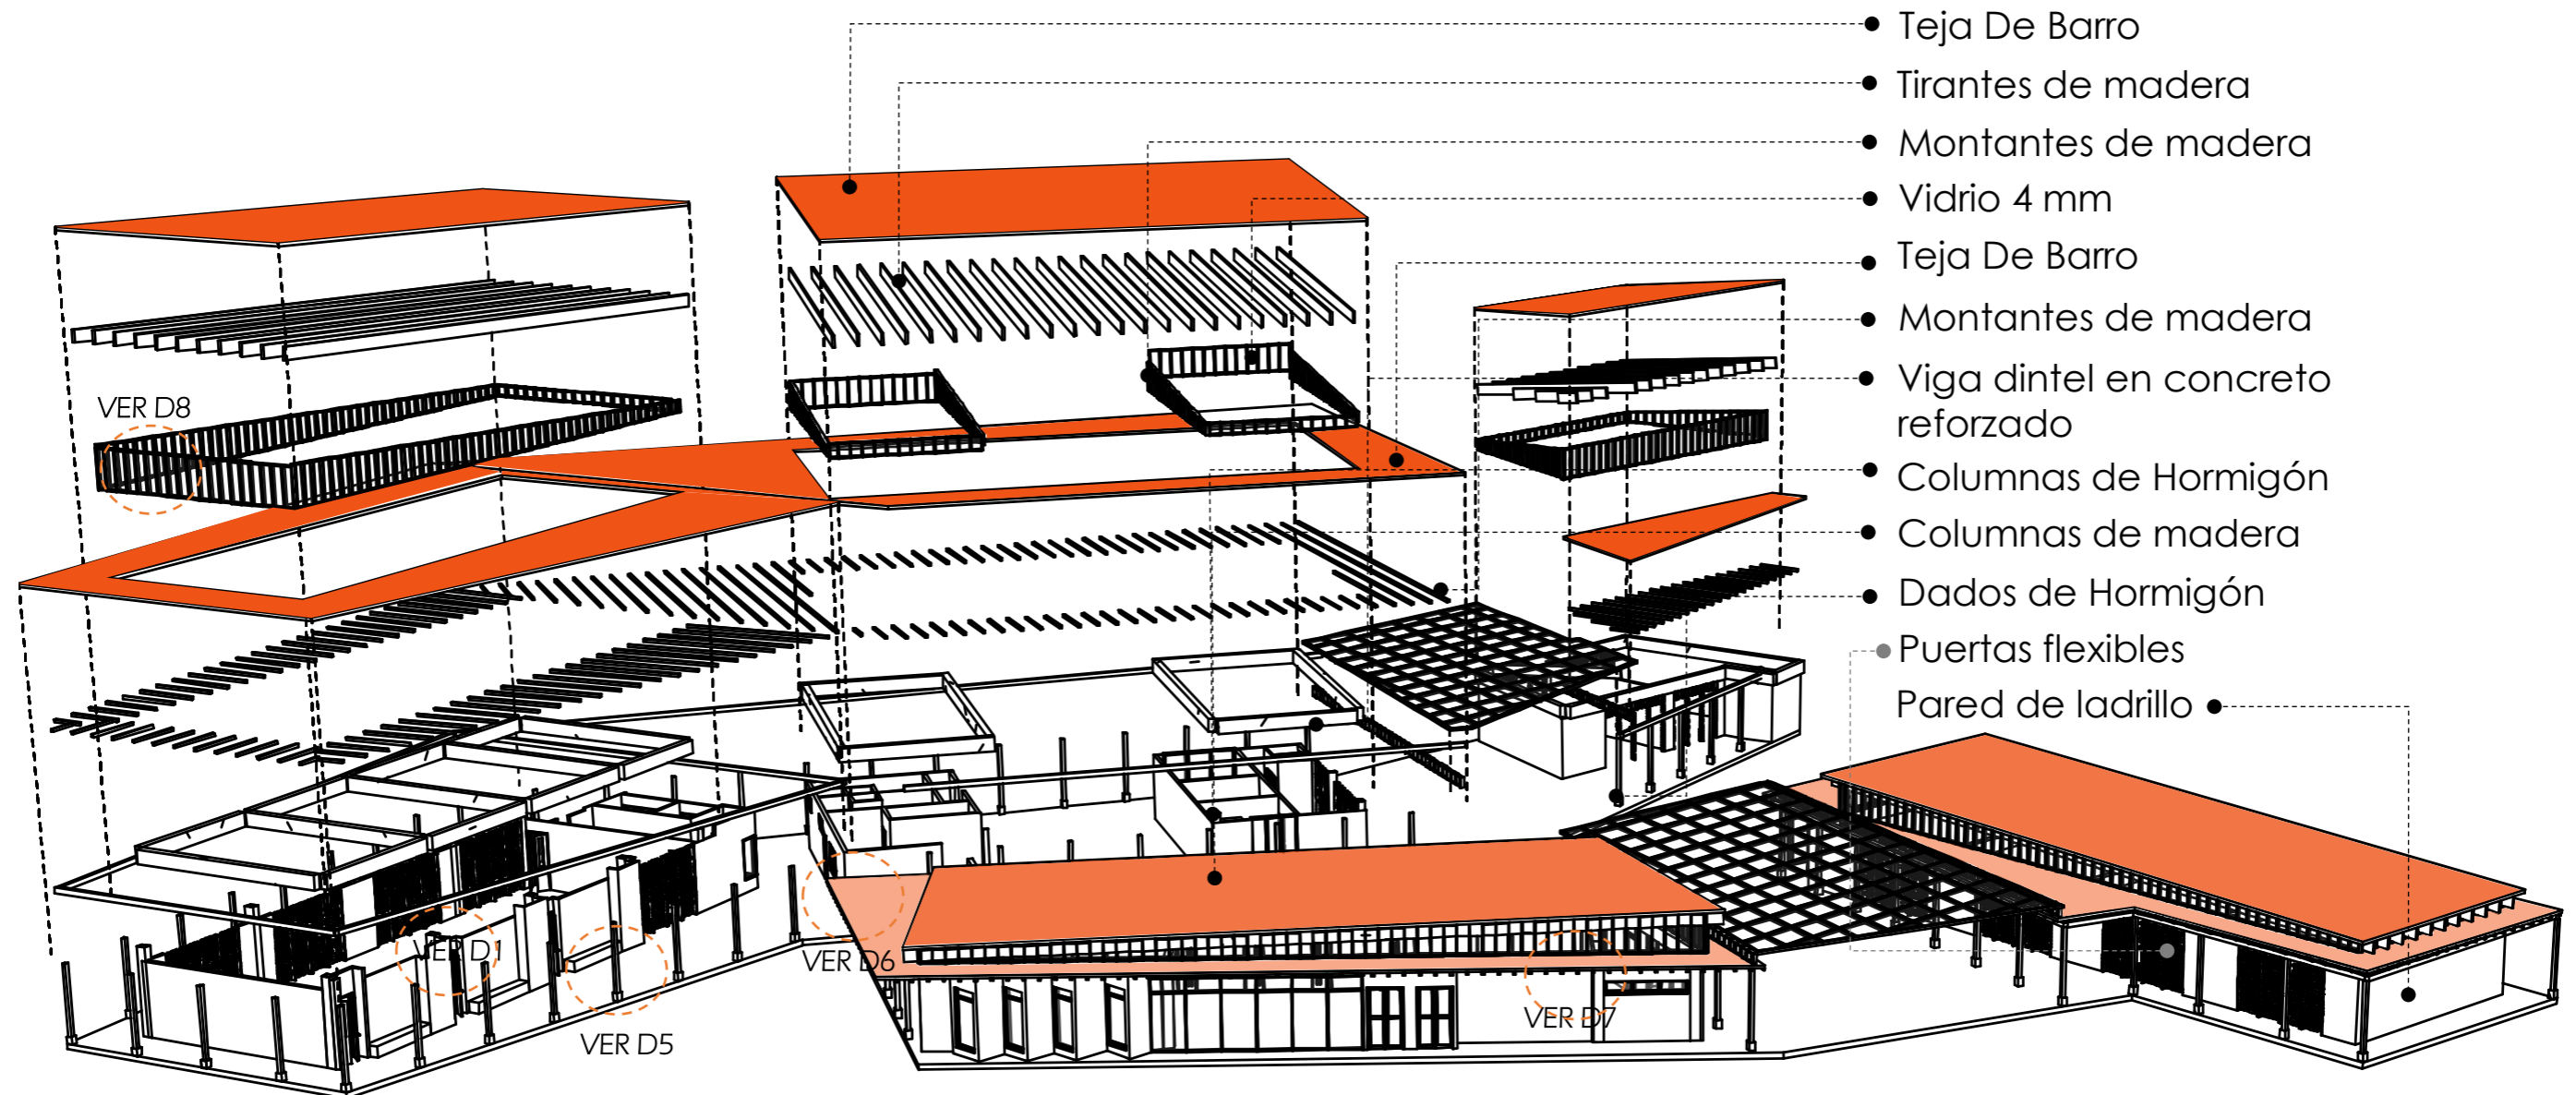 Teja De Barro
Tirantes de madera
Montantes de madera
Vidrio 4 mm
Teja De Barro
Montantes de madera
Viga dintel en concreto
reforzado
Columnas de Hormigón
Columnas de madera
Dados de Hormigón
Puertas flexibles
Pared de ladrillo
VER D8
VER D1
VER D6
VER D5
VER D7